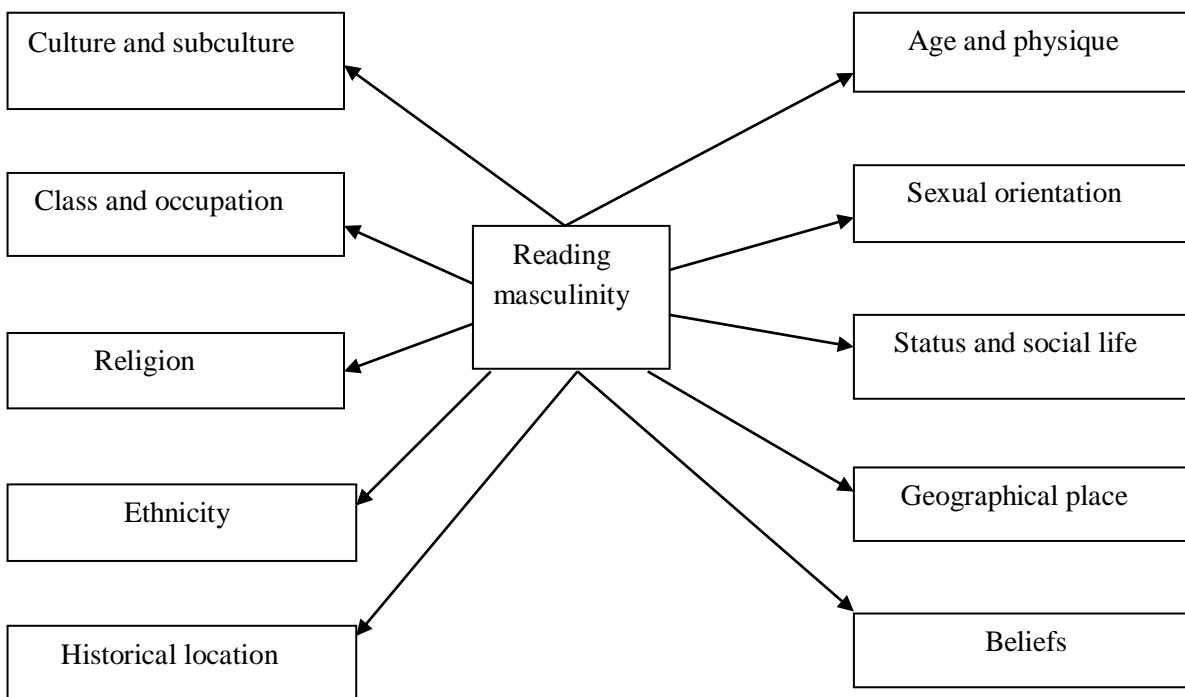 Culture and subculture
Age and physique
Class and occupation
Sexual orientation
Reading
masculinity
Religion
Status and social life
Ethnicity
Geographical place
Historical location
Beliefs